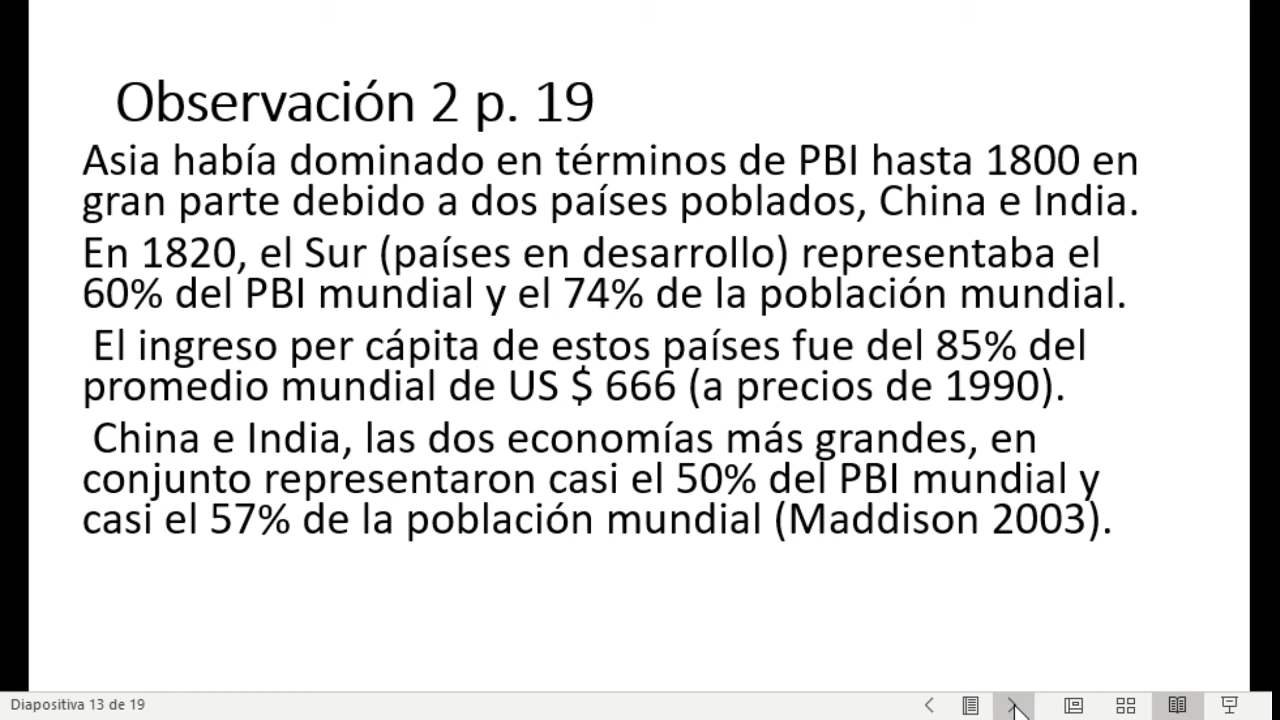 Observación 2 p. 19
Asia había dominado en términos de PBI hasta 1800 en
gran parte debido a dos países poblados, China e India.
En 1820, el Sur (países en desarrollo) representaba el
60% del PBI mundial y el 74% de la población mundial.
El ingreso per cápita de estos países fue del 85% del
promedio mundial de US $ 666 (a precios de 1990).
China e India, las dos economías más grandes, en
conjunto representaron casi el 50% del PBI mundial y
casi el 57% de la población mundial (Maddison 2003).
Diapositiva 13 de 19